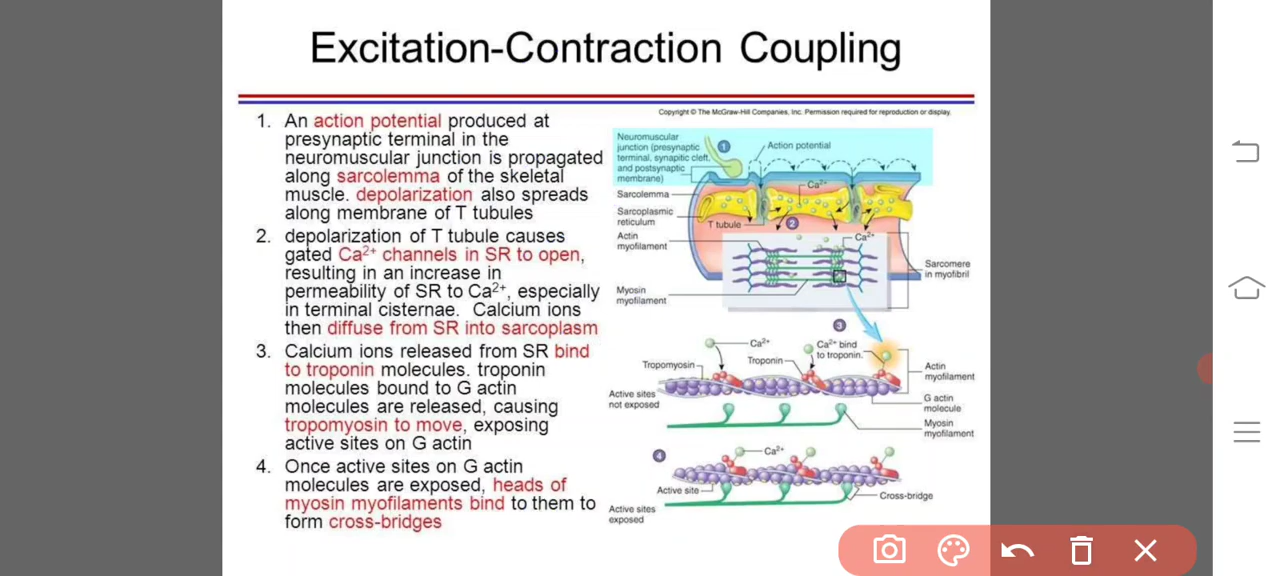 Excitation-Contraction Coupling
Copyright © The McGraw-Hill Companies, Inc. Permission required for reproduction or display.
1. An action potential produced at
presynaptic terminal in the
neuromuscular junction is propagated
along sarcolemma of the skeletal
muscle. depolarization also spreads
along membrane of T tubules
2. depolarization of T tubule causes
gated Ca²⁺ channels in SR to open,
resulting in an increase in
permeability of SR to Ca²⁺, especially
in terminal cisternae. Calcium ions
then diffuse from SR into sarcoplasm
3. Calcium ions released from SR bind
to troponin molecules. troponin
molecules bound to G actin
molecules are released, causing
tropomyosin to move, exposing
active sites on G actin
4. Once active sites on G actin
molecules are exposed, heads of
myosin myofilaments bind to them to
form cross-bridges
Neuromuscular
junction (presynaptic
terminal, synapitic cleft,
and postsynaptic
membrane)
1
Action potential
Sarcolemma
Ca²⁺
Sarcoplasmic
reticulum
T tubule
2
Actin
myofilament
Ca²⁺
Sarcomere
in myofibril
Myosin
myofilament
3
Ca²⁺
Ca²⁺ bind
to troponin.
Tropomyosin
Troponin
Actin
myofilament
Active sites
not exposed
G actin
molecule
Myosin
myofilament
4
Ca²⁺
Active site
Cross-bridge
Active sites
exposed